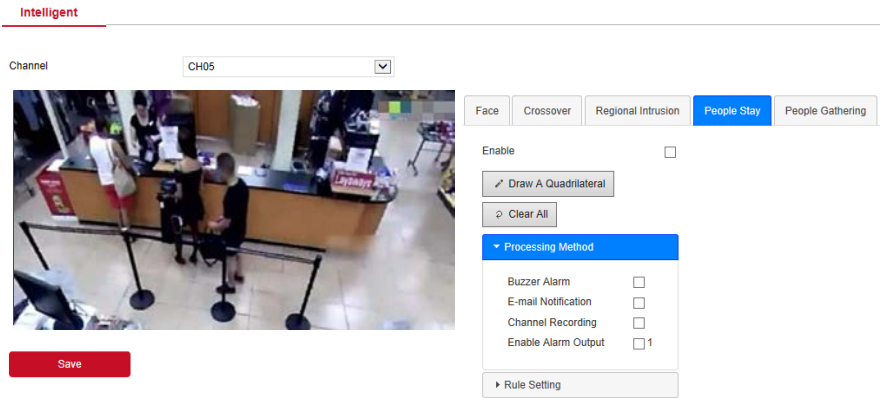 Intelligent
Channel
CH05
Face
Crossover
Regional Intrusion
People Stay
People Gathering
Enable
Draw A Quadrilateral
Clear All
Processing Method
Buzzer Alarm
E-mail Notification
Channel Recording
Enable Alarm Output
1
Rule Setting
Layaways
Save